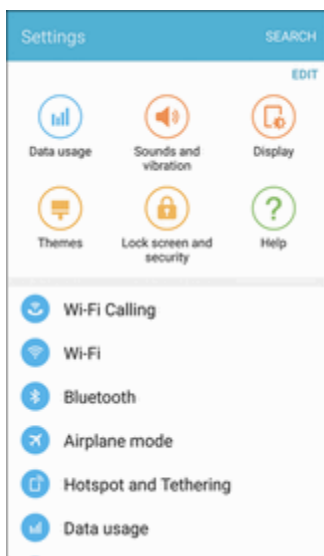 Settings SEARCH
EDIT
Data usage
Sounds and
vibration
Display
Themes
Lock screen and
security
Help
Wi-Fi Calling
Wi-Fi
Bluetooth
Airplane mode
Hotspot and Tethering
Data usage